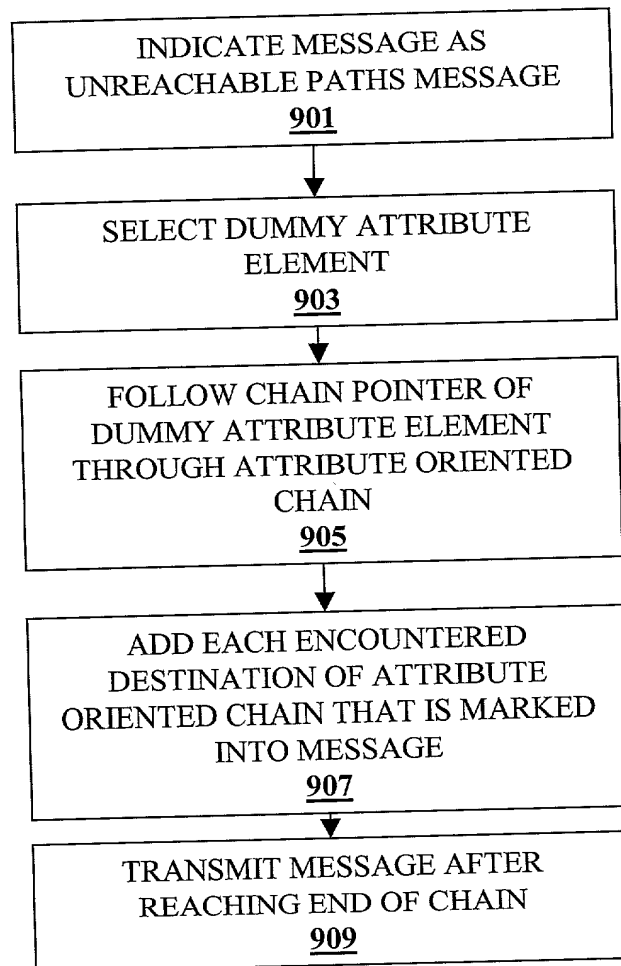 INDICATE MESSAGE AS
UNREACHABLE PATHS MESSAGE
901
SELECT DUMMY ATTRIBUTE
ELEMENT
903
FOLLOW CHAIN POINTER OF
DUMMY ATTRIBUTE ELEMENT
THROUGH ATTRIBUTE ORIENTED
CHAIN
905
ADD EACH ENCOUNTERED
DESTINATION OF ATTRIBUTE
ORIENTED CHAIN THAT IS MARKED
INTO MESSAGE
907
TRANSMIT MESSAGE AFTER
REACHING END OF CHAIN
909